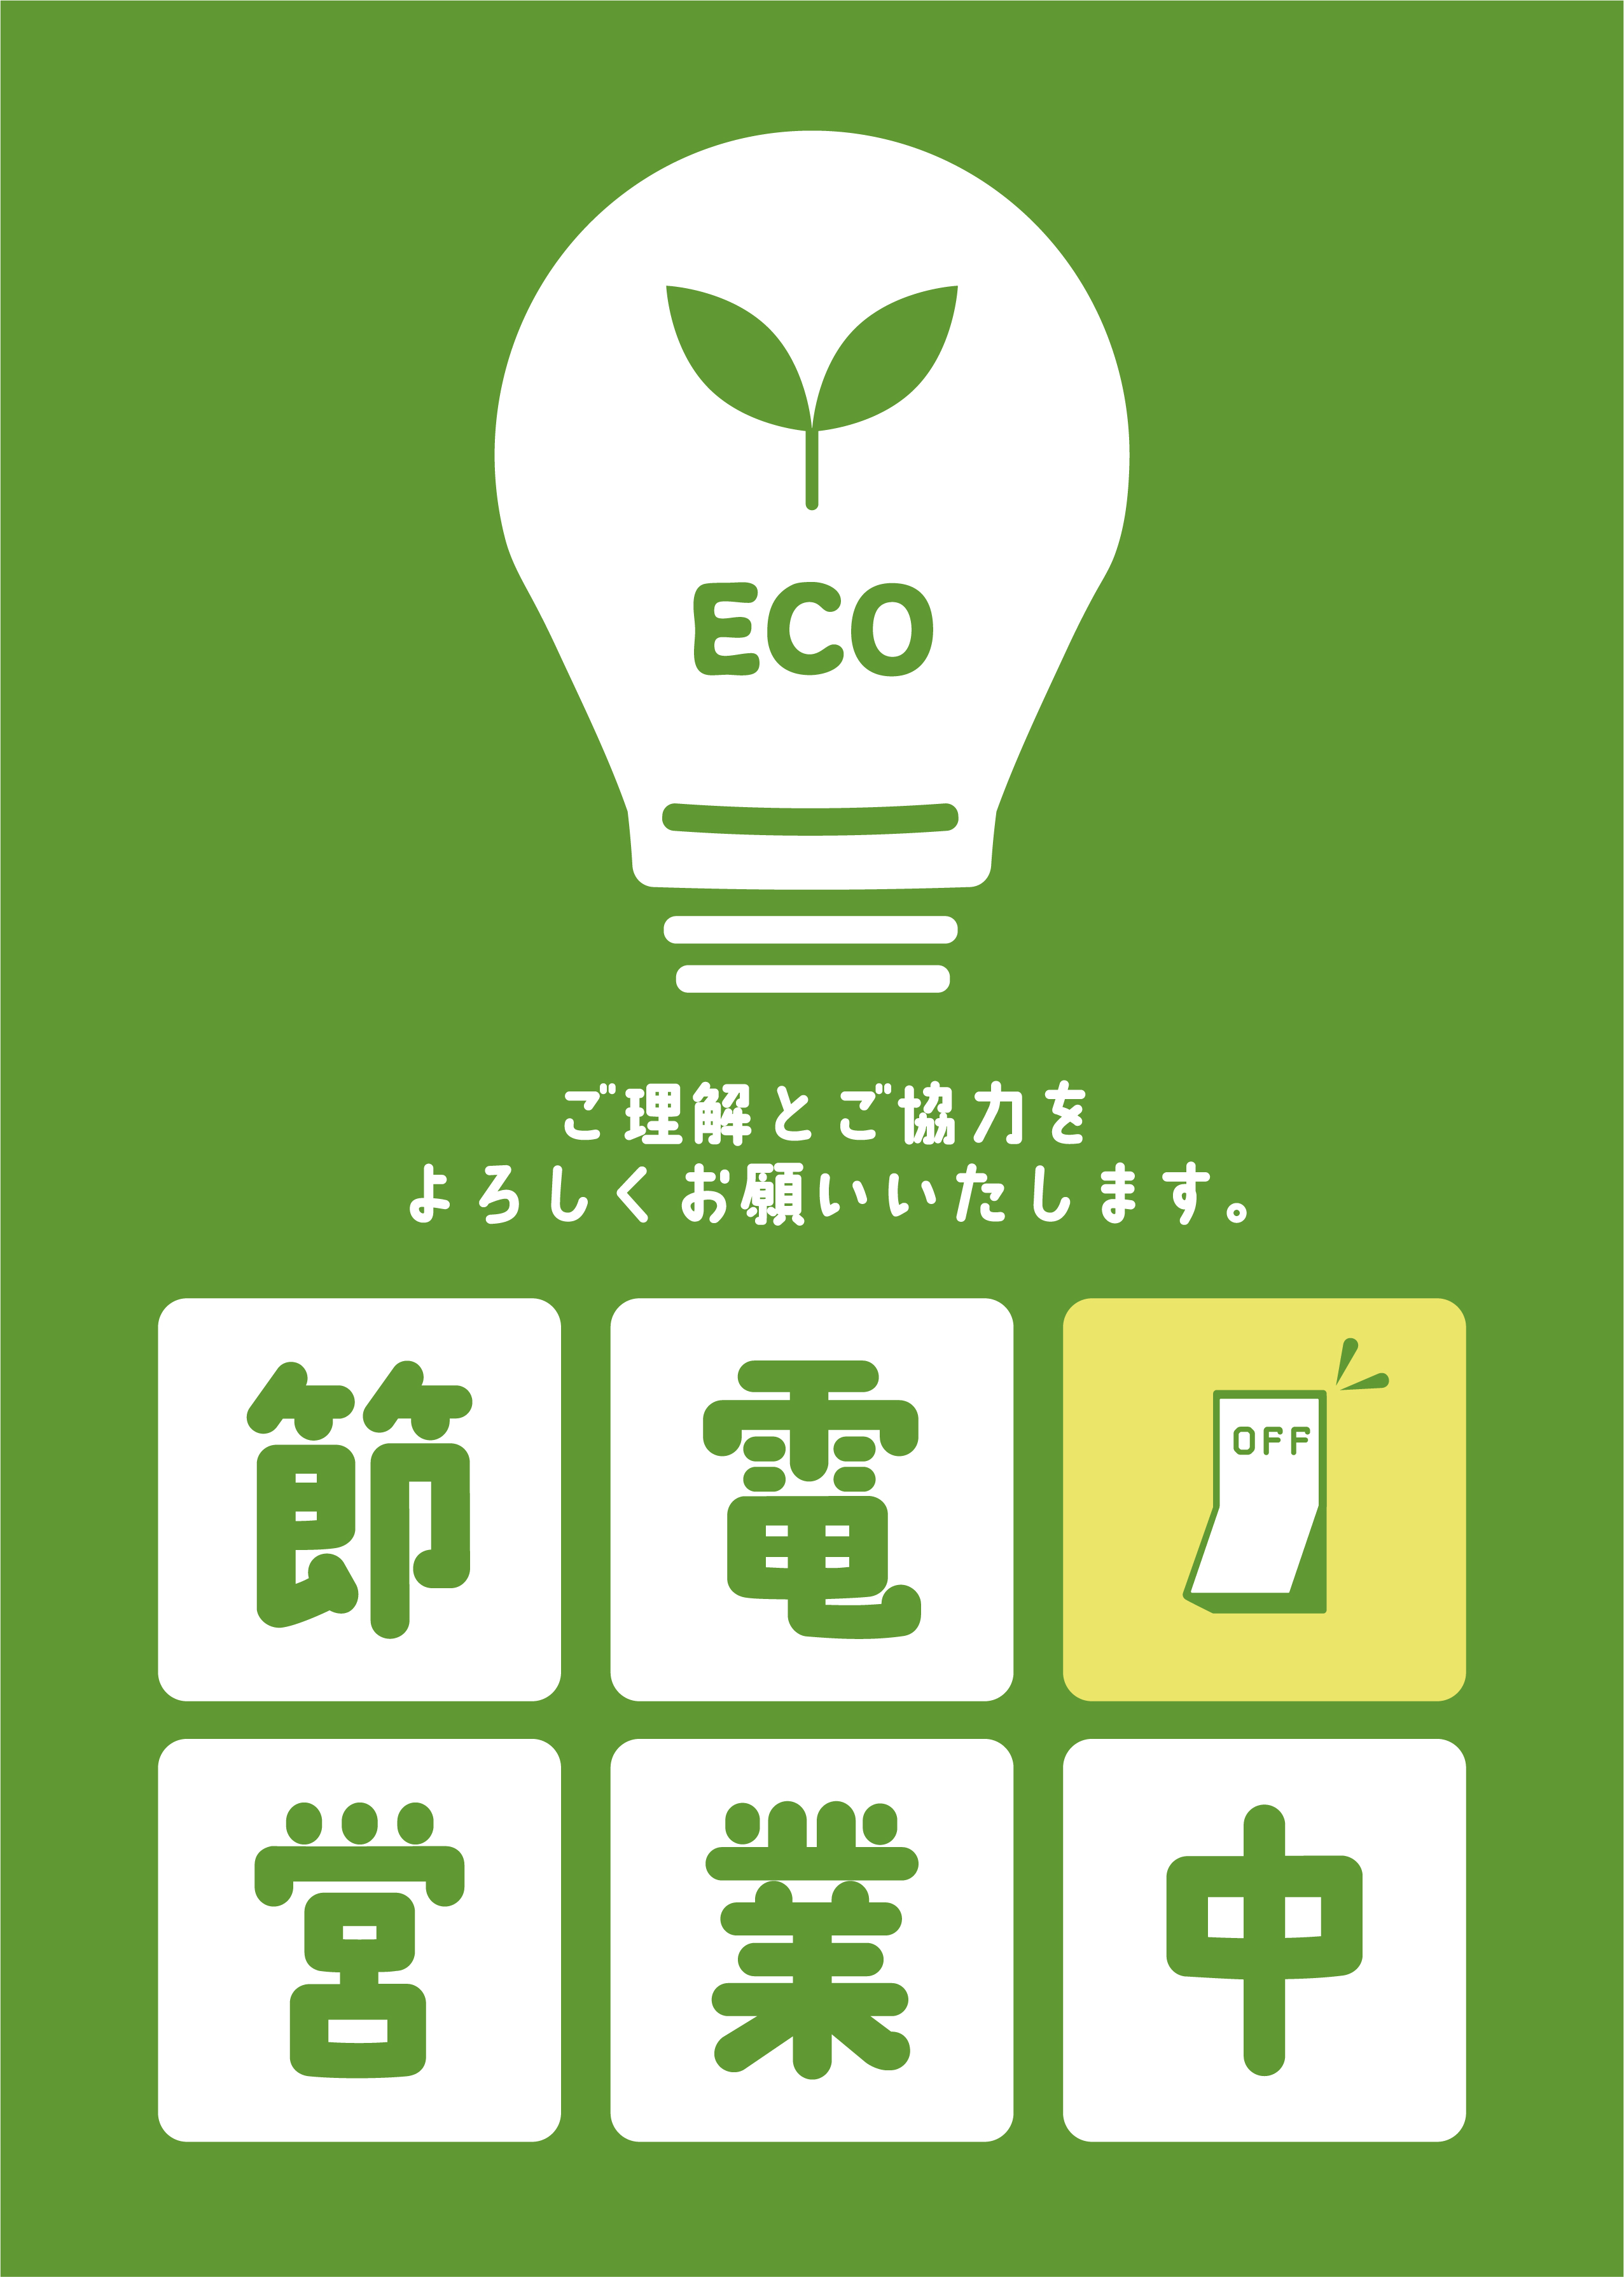 ECO
ご理解とご協力を
よろしくお願いいたします。
節電
OFF
営業中